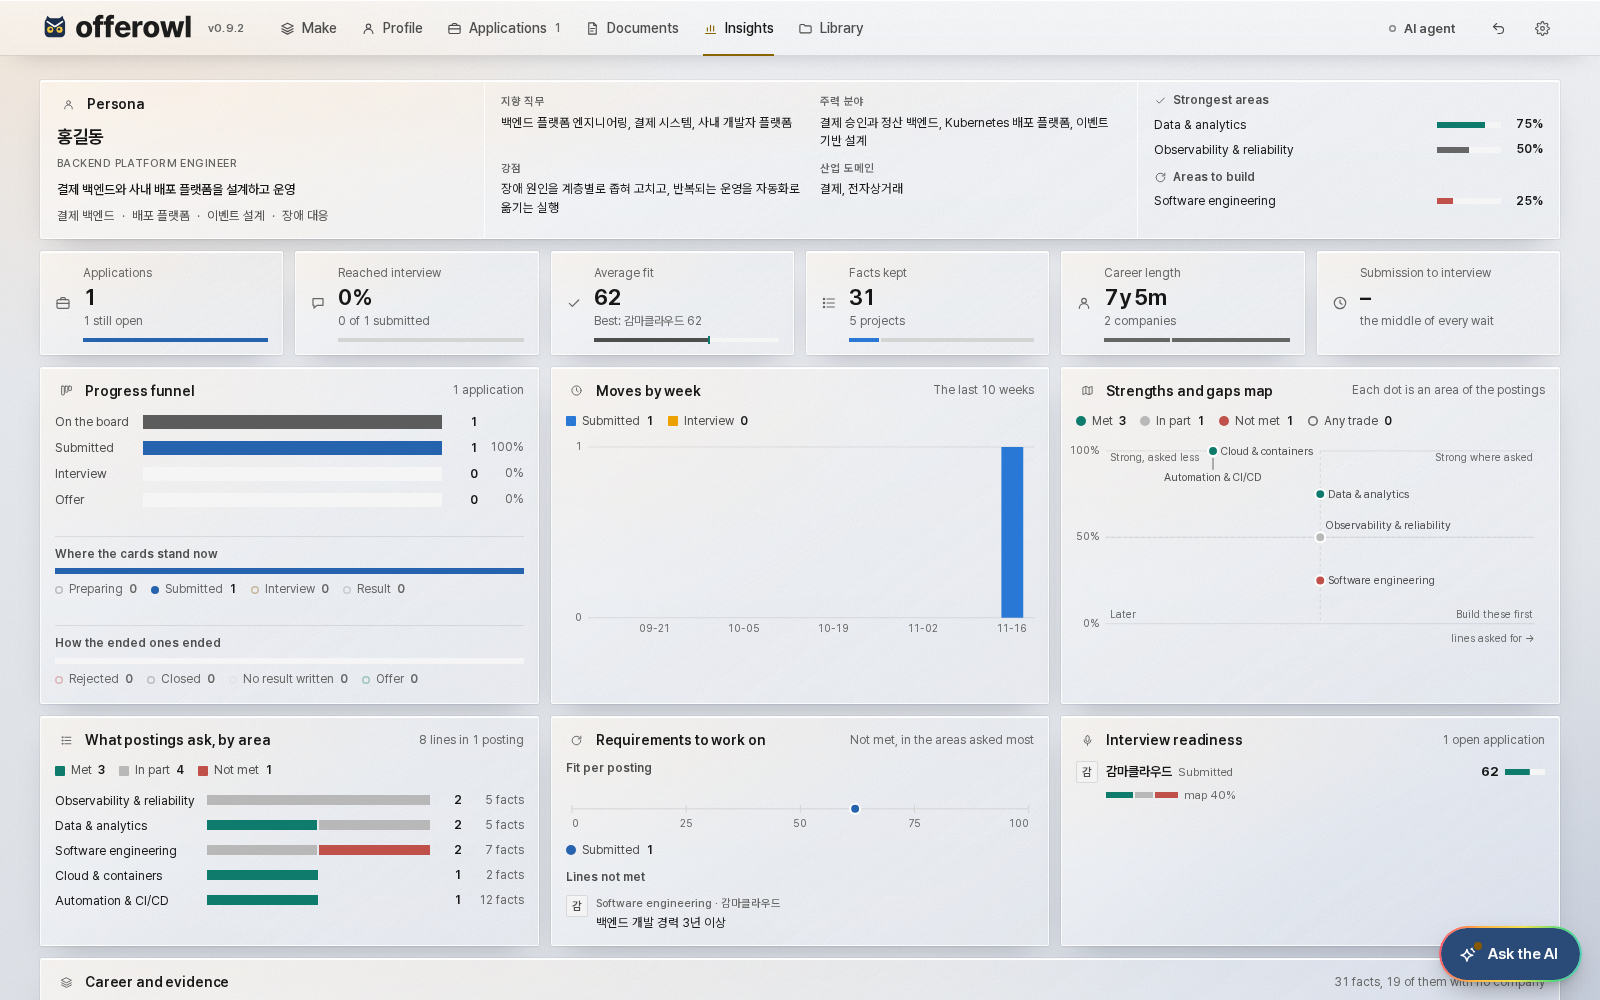 offerowl v0.9.2 Make Profile Applications 1 Documents Insights Library AI agent
Persona
홍길동
BACKEND PLATFORM ENGINEER
결제 백엔드와 사내 배포 플랫폼을 설계하고 운영
결제 백엔드 · 배포 플랫폼 · 이벤트 설계 · 장애 대응
지향 직무
백엔드 플랫폼 엔지니어링, 결제 시스템, 사내 개발자 플랫폼
강점
장애 원인을 계층별로 좁혀 고치고, 반복되는 운영을 자동화로
옮기는 실행
주력 분야
결제 승인과 정산 백엔드, Kubernetes 배포 플랫폼, 이벤트
기반 설계
산업 도메인
결제, 전자상거래
Strongest areas
Data & analytics 75%
Observability & reliability 50%
Areas to build
Software engineering 25%
Applications
1
1 still open
Reached interview
0%
0 of 1 submitted
Average fit
62
Best: 감마클라우드 62
Facts kept
31
5 projects
Career length
7y 5m
2 companies
Submission to interview
–
the middle of every wait
Progress funnel 1 application
On the board 1
Submitted 1 100%
Interview 0 0%
Offer 0 0%
Where the cards stand now
Preparing 0 Submitted 1 Interview 0 Result 0
How the ended ones ended
Rejected 0 Closed 0 No result written 0 Offer 0
Moves by week The last 10 weeks
Submitted 1 Interview 0
1
0
09-21 10-05 10-19 11-02 11-16
Strengths and gaps map Each dot is an area of the postings
Met 3 In part 1 Not met 1 Any trade 0
100% Cloud & containers
Strong, asked less Strong where asked
Automation & CI/CD
Data & analytics
Observability & reliability
50%
Software engineering
Later Build these first
0%
lines asked for →
What postings ask, by area 8 lines in 1 posting
Met 3 In part 4 Not met 1
Observability & reliability 2 5 facts
Data & analytics 2 5 facts
Software engineering 2 7 facts
Cloud & containers 1 2 facts
Automation & CI/CD 1 12 facts
Requirements to work on Not met, in the areas asked most
Fit per posting
0 25 50 75 100
Submitted 1
Lines not met
감 Software engineering · 감마클라우드
백엔드 개발 경력 3년 이상
Interview readiness 1 open application
감 감마클라우드 Submitted 62
map 40%
Ask the AI
Career and evidence 31 facts, 19 of them with no company